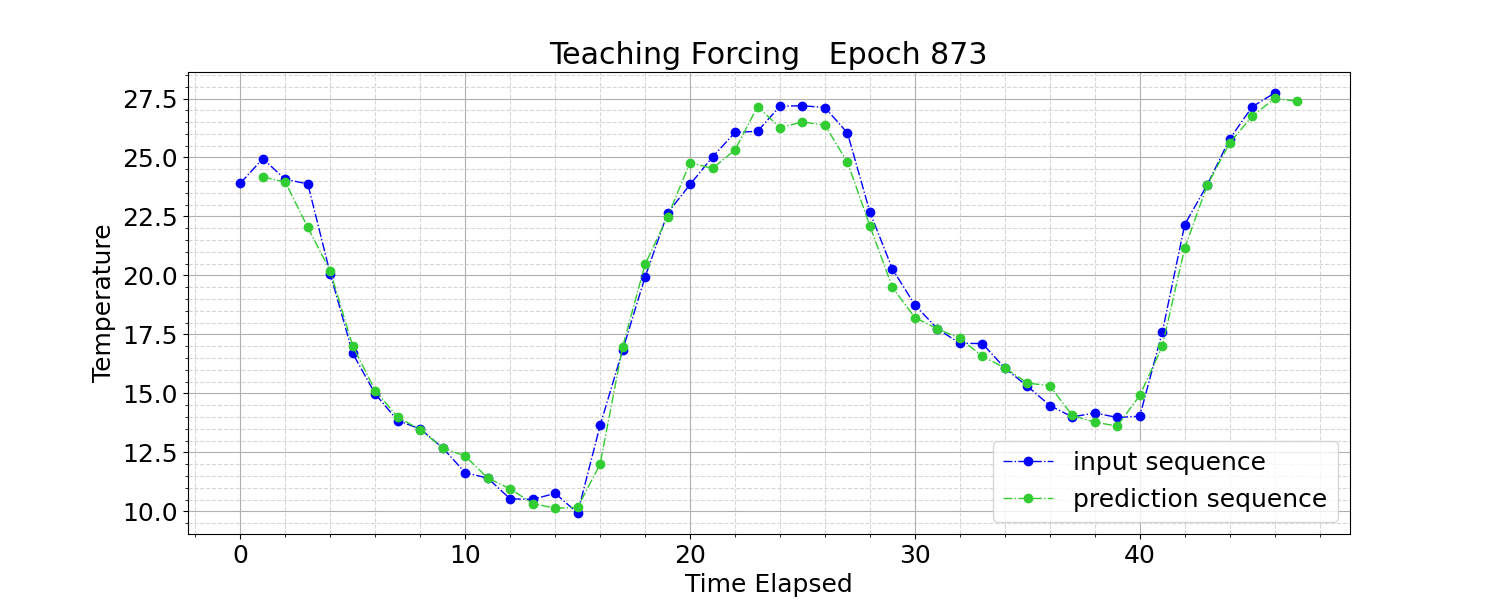 Teaching Forcing   Epoch 873
Temperature
27.5
25.0
22.5
20.0
17.5
15.0
12.5
10.0
input sequence
prediction sequence
0 10 20 30 40
Time Elapsed